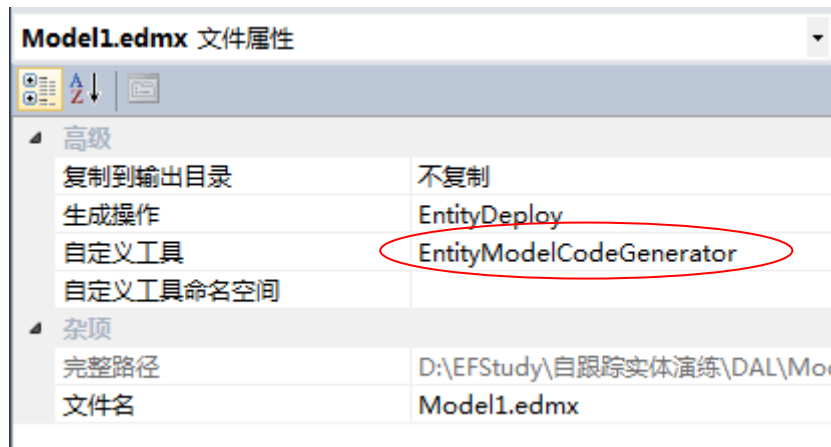 Model1.edmx 文件属性
高级
复制到输出目录 不复制
生成操作 EntityDeploy
自定义工具 EntityModelCodeGenerator
自定义工具命名空间
杂项
完整路径 D:\EFStudy\自跟踪实体演练\DAL\Mod
文件名 Model1.edmx